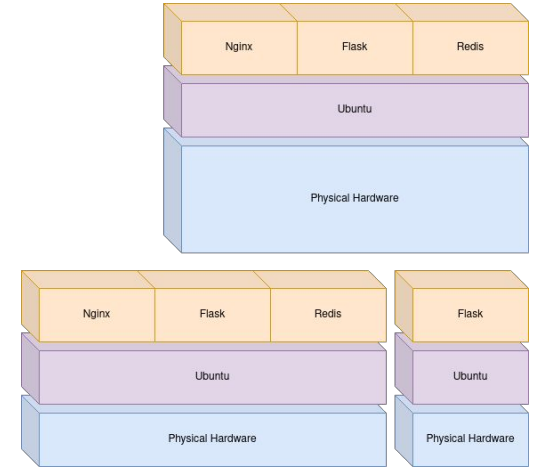 Nginx Flask Redis
Ubuntu
Physical Hardware
Nginx Flask Redis Flask
Ubuntu Ubuntu
Physical Hardware Physical Hardware